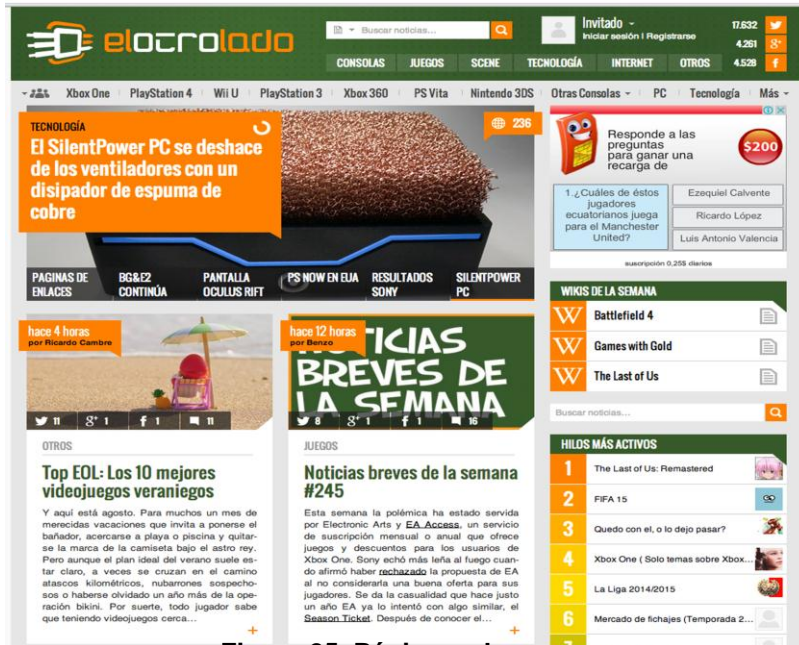 elotrolado
Buscar noticias...
Invitado
Iniciar sesión | Registrarse
17.632
4.261
4.528
CONSOLAS JUEGOS SCENE TECNOLOGÍA INTERNET OTROS
Xbox One PlayStation 4 Wii U PlayStation 3 Xbox 360 PS Vita Nintendo 3DS Otras Consolas PC Tecnología Más
TECNOLOGÍA
El SilentPower PC se deshace
de los ventiladores con un
disipador de espuma de
cobre
236
PAGINAS DE
ENLACES
BG&E2
CONTINÚA
PANTALLA
OCULUS RIFT
PS NOW EN EUA
RESULTADOS
SONY
SILENTPOWER
PC
Responde a las
preguntas
para ganar una
recarga de
$200
1.¿Cuáles de éstos
jugadores
ecuatorianos juega
para el Manchester
United?
Ezequiel Calvente
Ricardo López
Luis Antonio Valencia
suscripción 0,25$ diarios
WIKIS DE LA SEMANA
W Battlefield 4
W Games with Gold
W The Last of Us
Buscar noticias...
HILOS MÁS ACTIVOS
1 The Last of Us: Remastered
2 FIFA 15
3 Quedo con el, o lo dejo pasar?
4 Xbox One ( Solo temas sobre Xbox...
5 La Liga 2014/2015
6 Mercado de fichajes (Temporada 2...
hace 4 horas
por Ricardo Cambre
11 g+ 1 f 1 11
OTROS
Top EOL: Los 10 mejores
videojuegos veraniegos
Y aquí está agosto. Para muchos un mes de
merecidas vacaciones que invita a ponerse el
bañador, acercarse a playa o piscina y quitar-
se la marca de la camiseta bajo el astro rey.
Pero aunque el plan ideal del verano suele es-
tar claro, a veces se cruzan en el camino
atascos kilométricos, nubarrones sospecho-
sos o haberse olvidado un año más de la ope-
ración bikini. Por suerte, todo jugador sabe
que teniendo videojuegos cerca...
+
hace 12 horas
por Benzo
NOTICIAS
BREVES DE
LA SEMANA
8 g+ 1 f 1 16
JUEGOS
Noticias breves de la semana
#245
Esta semana la polémica ha estado servida
por Electronic Arts y EA Access, un servicio
de suscripción mensual o anual que ofrece
juegos y descuentos para los usuarios de
Xbox One. Sony echó más leña al fuego cuan-
do afirmó haber rechazado la propuesta de EA
al no considerarla una buena oferta para sus
jugadores. Se da la casualidad que hace justo
un año EA ya lo intentó con algo similar, el
Season Ticket. Después de conocer el...
+